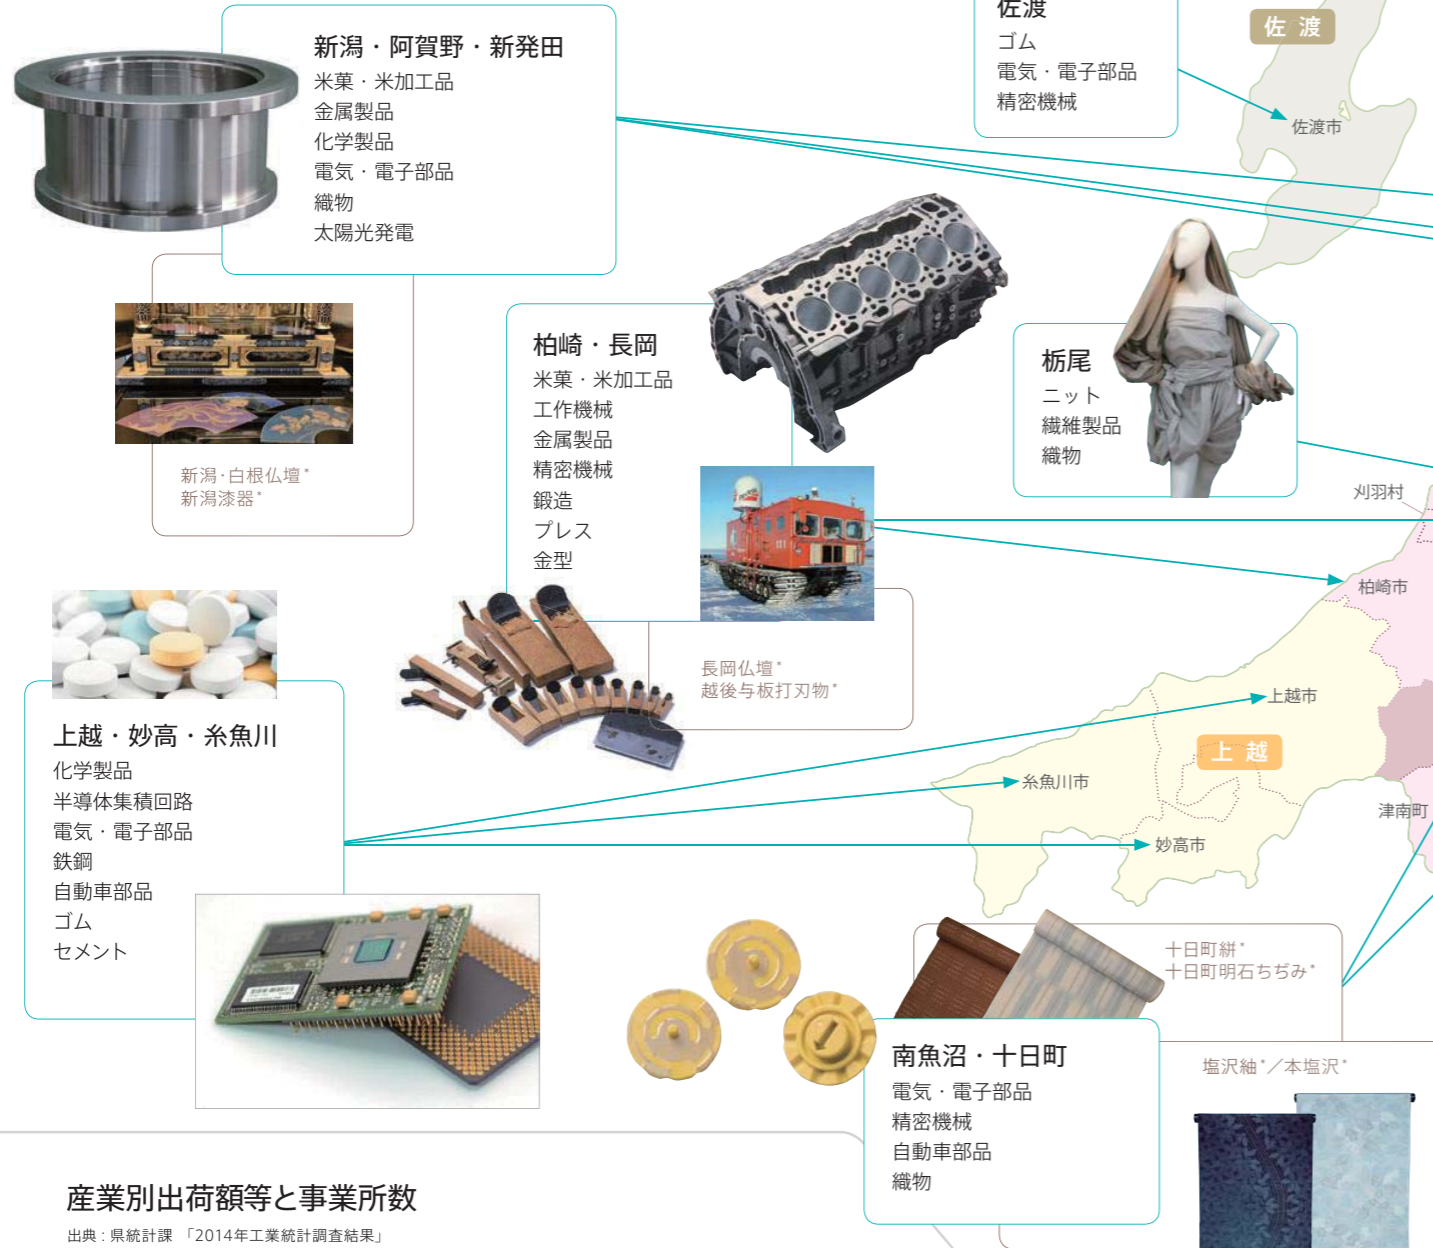 新潟・阿賀野・新発田
米菓・米加工品
金属製品
化学製品
電気・電子部品
織物
太陽光発電
新潟・白根仏壇*
新潟漆器*
佐渡
ゴム
電気・電子部品
精密機械
佐渡
佐渡市
柏崎・長岡
米菓・米加工品
工作機械
金属製品
精密機械
鍛造
プレス
金型
長岡仏壇*
越後与板打刃物*
栃尾
ニット
繊維製品
織物
刈羽村
柏崎市
上越市
上越
糸魚川市
妙高市
津南町
上越・妙高・糸魚川
化学製品
半導体集積回路
電気・電子部品
鉄鋼
自動車部品
ゴム
セメント
十日町絣*
十日町明石ちぢみ*
南魚沼・十日町
電気・電子部品
精密機械
自動車部品
織物
塩沢紬*／本塩沢*
産業別出荷額等と事業所数
出典：県統計課 「2014年工業統計調査結果」